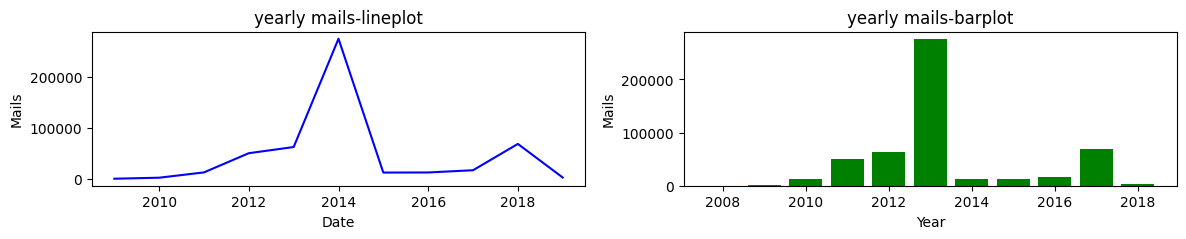 yearly mails-lineplot
200000
100000
0
Mails
2010 2012 2014 2016 2018
Date
yearly mails-barplot
200000
100000
0
Mails
2008 2010 2012 2014 2016 2018
Year